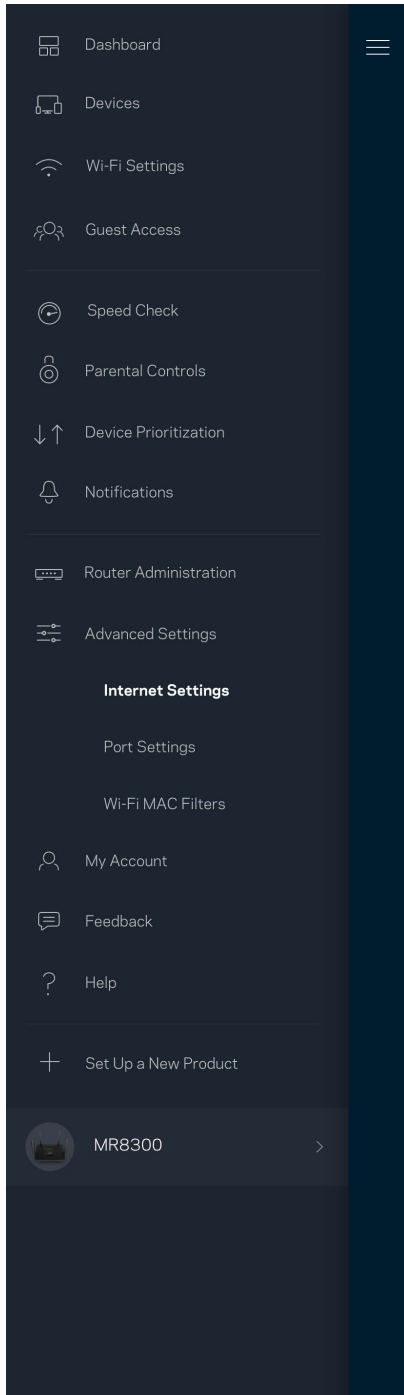 Dashboard
Devices
Wi-Fi Settings
Guest Access
Speed Check
Parental Controls
Device Prioritization
Notifications
Router Administration
Advanced Settings
Internet Settings
Port Settings
Wi-Fi MAC Filters
My Account
Feedback
Help
Set Up a New Product
MR8300